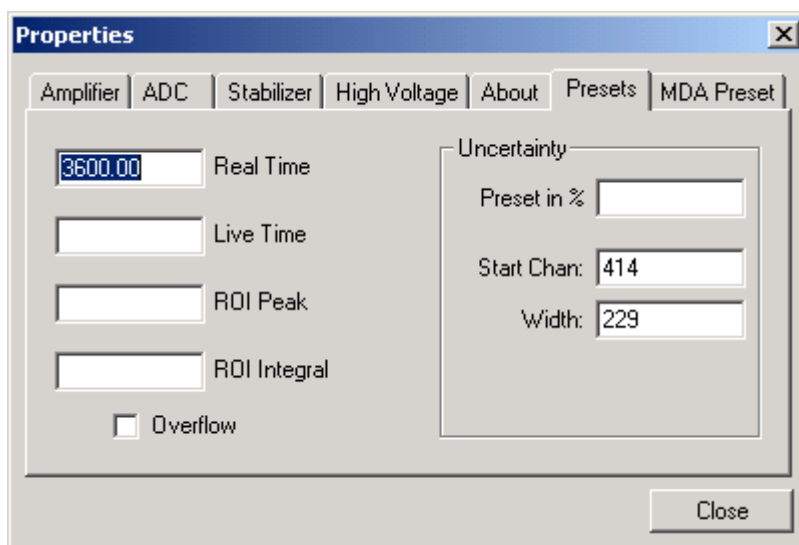 Properties
Amplifier ADC Stabilizer High Voltage About Presets MDA Preset
3600.00 Real Time
Live Time
ROI Peak
ROI Integral
Overflow
Uncertainty
Preset in %
Start Chan: 414
Width: 229
Close